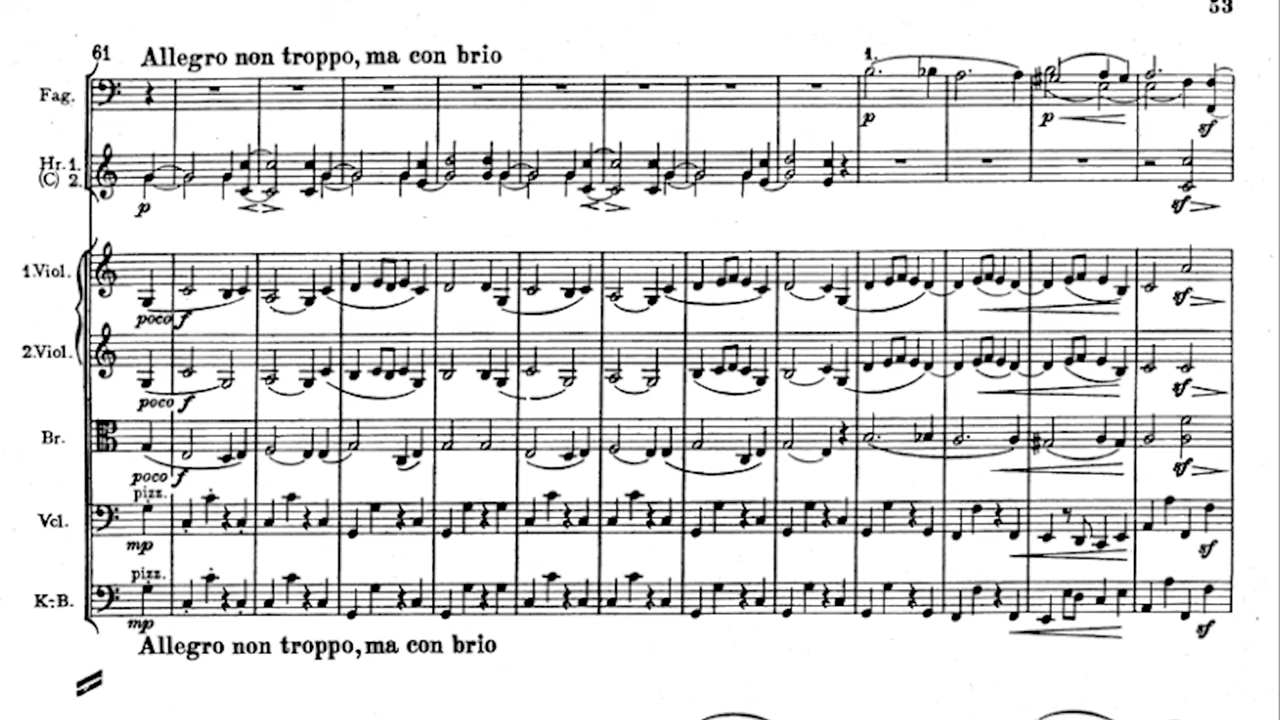 53
61 Allegro non troppo, ma con brio
1.
Fag.
p p sf
Hr. 1.
(C) 2.
p sf
1.Viol.
poco f sf
2.Viol.
poco f sf
Br.
poco f sf
pizz.
Vcl.
mp sf
pizz.
K.-B.
mp sf
Allegro non troppo, ma con brio